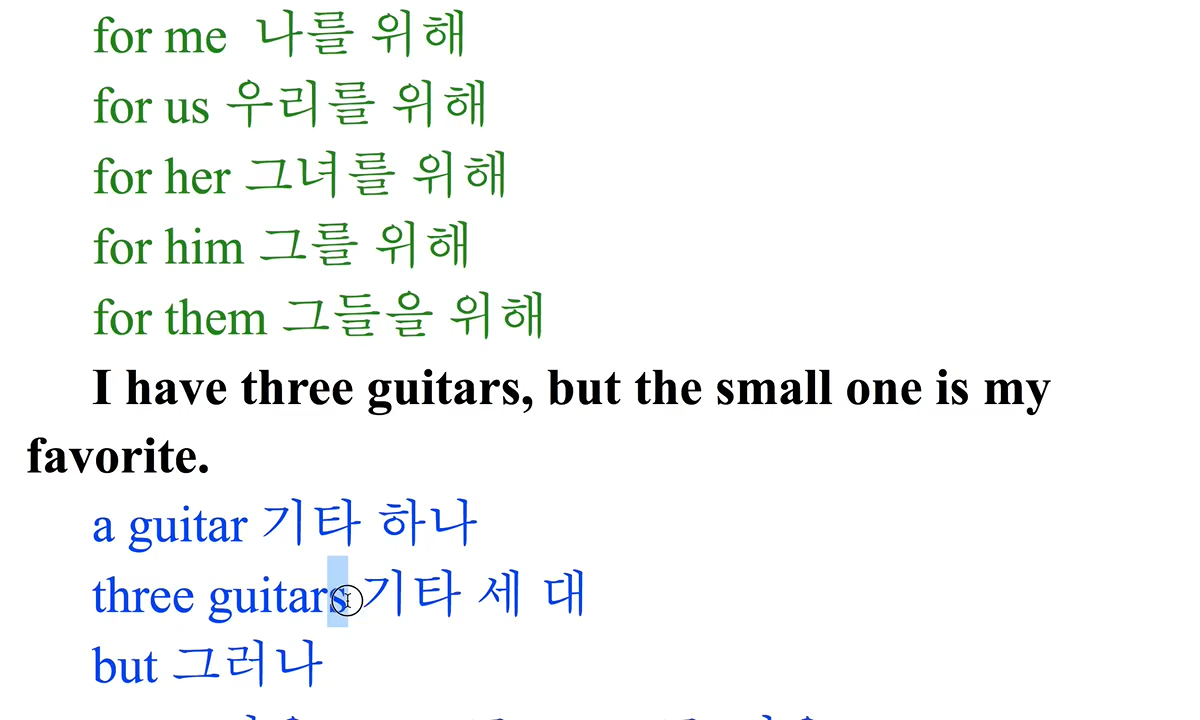 for me 나를 위해
for us 우리를 위해
for her 그녀를 위해
for him 그를 위해
for them 그들을 위해
I have three guitars, but the small one is my
favorite.
a guitar 기타 하나
three guitars 기타 세 대
but 그러나